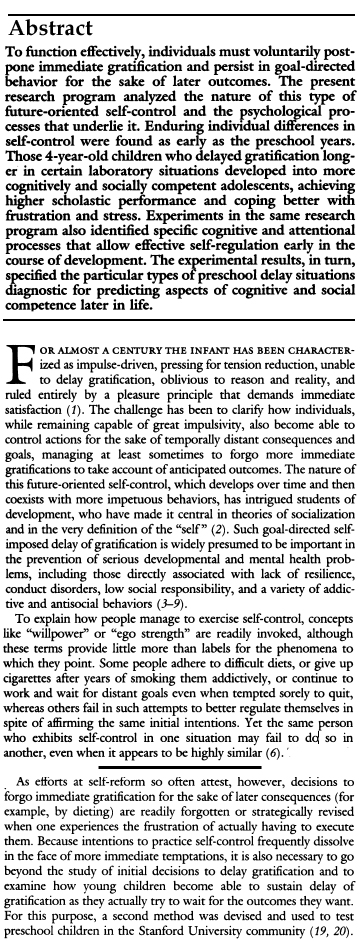 Abstract
To function effectively, individuals must voluntarily post-
pone immediate gratification and persist in goal-directed
behavior for the sake of later outcomes. The present
research program analyzed the nature of this type of
future-oriented self-control and the psychological pro-
cesses that underlie it. Enduring individual differences in
self-control were found as early as the preschool years.
Those 4-year-old children who delayed gratification long-
er in certain laboratory situations developed into more
cognitively and socially competent adolescents, achieving
higher scholastic performance and coping better with
frustration and stress. Experiments in the same research
program also identified specific cognitive and attentional
processes that allow effective self-regulation early in the
course of development. The experimental results, in turn,
specified the particular types of preschool delay situations
diagnostic for predicting aspects of cognitive and social
competence later in life.
FOR ALMOST A CENTURY THE INFANT HAS BEEN CHARACTER-
ized as impulse-driven, pressing for tension reduction, unable
to delay gratification, oblivious to reason and reality, and
ruled entirely by a pleasure principle that demands immediate
satisfaction (1). The challenge has been to clarify how individuals,
while remaining capable of great impulsivity, also become able to
control actions for the sake of temporally distant consequences and
goals, managing at least sometimes to forgo more immediate
gratifications to take account of anticipated outcomes. The nature of
this future-oriented self-control, which develops over time and then
coexists with more impetuous behaviors, has intrigued students of
development, who have made it central in theories of socialization
and in the very definition of the "self" (2). Such goal-directed self-
imposed delay of gratification is widely presumed to be important in
the prevention of serious developmental and mental health prob-
lems, including those directly associated with lack of resilience,
conduct disorders, low social responsibility, and a variety of addic-
tive and antisocial behaviors (3–9).
To explain how people manage to exercise self-control, concepts
like "willpower" or "ego strength" are readily invoked, although
these terms provide little more than labels for the phenomena to
which they point. Some people adhere to difficult diets, or give up
cigarettes after years of smoking them addictively, or continue to
work and wait for distant goals even when tempted sorely to quit,
whereas others fail in such attempts to better regulate themselves in
spite of affirming the same initial intentions. Yet the same person
who exhibits self-control in one situation may fail to do so in
another, even when it appears to be highly similar (6).
As efforts at self-reform so often attest, however, decisions to
forgo immediate gratification for the sake of later consequences (for
example, by dieting) are readily forgotten or strategically revised
when one experiences the frustration of actually having to execute
them. Because intentions to practice self-control frequently dissolve
in the face of more immediate temptations, it is also necessary to go
beyond the study of initial decisions to delay gratification and to
examine how young children become able to sustain delay of
gratification as they actually try to wait for the outcomes they want.
For this purpose, a second method was devised and used to test
preschool children in the Stanford University community (19, 20).